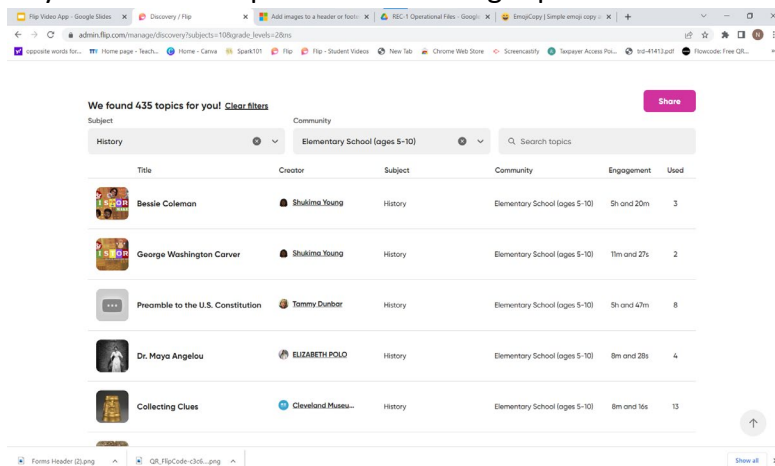 Flip Video App - Google Slides
Discovery / Flip
Add images to a header or foote
REC-1 Operational Files - Google
EmojiCopy | Simple emoji copy a
admin.flip.com/manage/discovery?subjects=10&grade_levels=2&ms
opposite words for...
Home page - Teach...
Home - Canva
Spark101
Flip
Flip - Student Videos
New Tab
Chrome Web Store
Screencastify
Taxpayer Access Poi...
trd-41413.pdf
Flowcode: Free QR...
We found 435 topics for you! Clear filters
Share
Subject
Community
History
Elementary School (ages 5-10)
Search topics
Title Creator Subject Community Engagement Used
Bessie Coleman Shukima Young History Elementary School (ages 5-10) 5h and 20m 3
George Washington Carver Shukima Young History Elementary School (ages 5-10) 11m and 27s 2
Preamble to the U.S. Constitution Tammy Dunbar History Elementary School (ages 5-10) 5h and 47m 8
Dr. Maya Angelou ELIZABETH POLO History Elementary School (ages 5-10) 8m and 28s 4
Collecting Clues Cleveland Museu... History Elementary School (ages 5-10) 8m and 16s 13
Forms Header (2).png
QR_FlipCode-c3c6....png
Show all